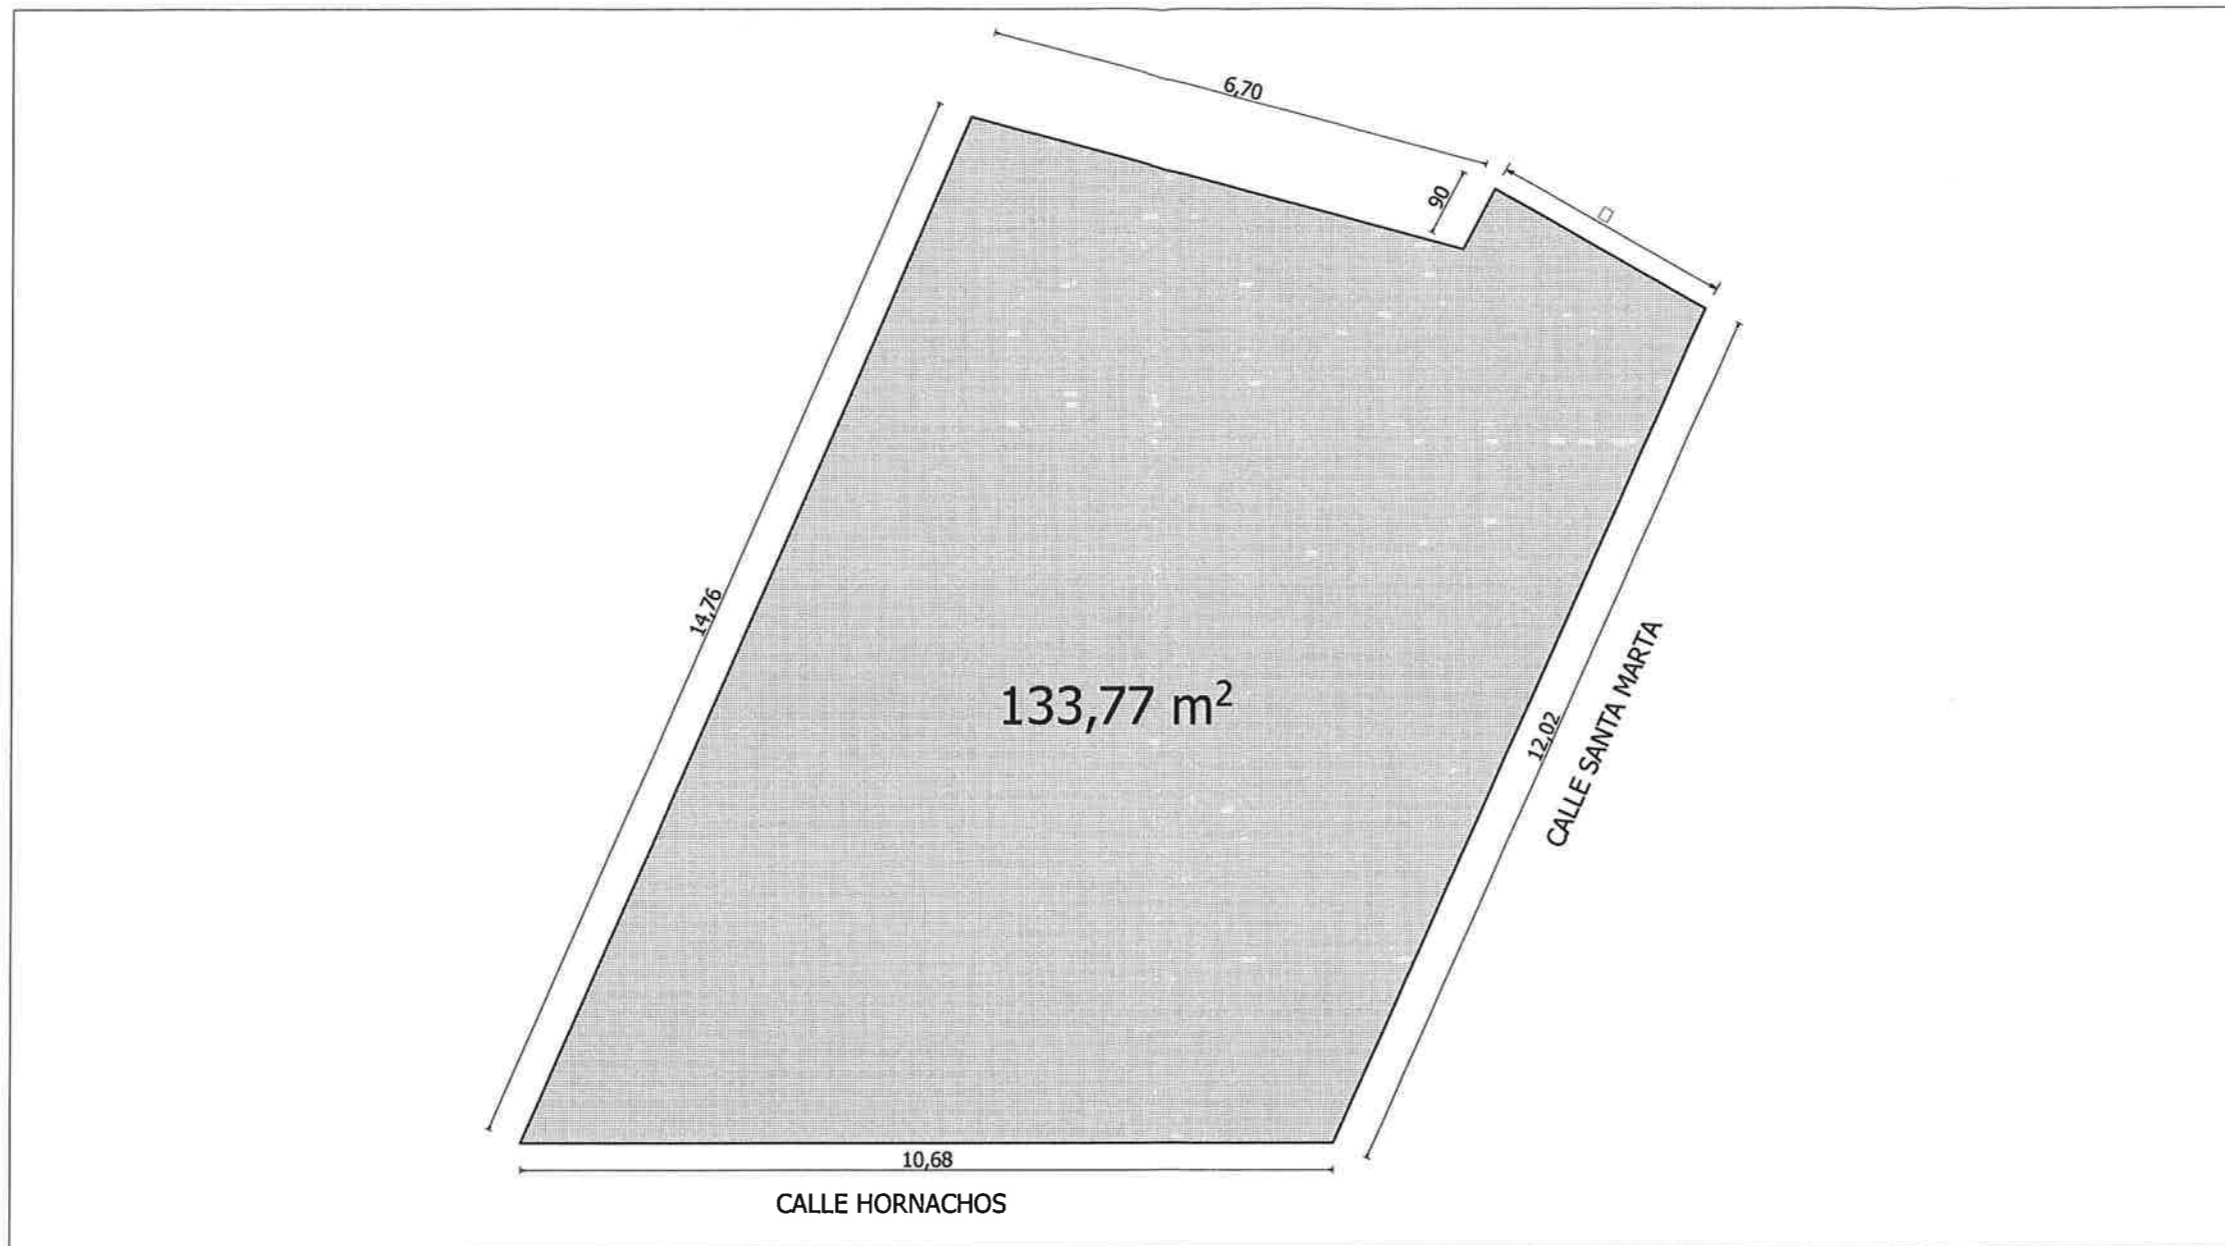 6,70
90
14,76
133,77 m²
12,02
CALLE SANTA MARTA
10,68
CALLE HORNACHOS